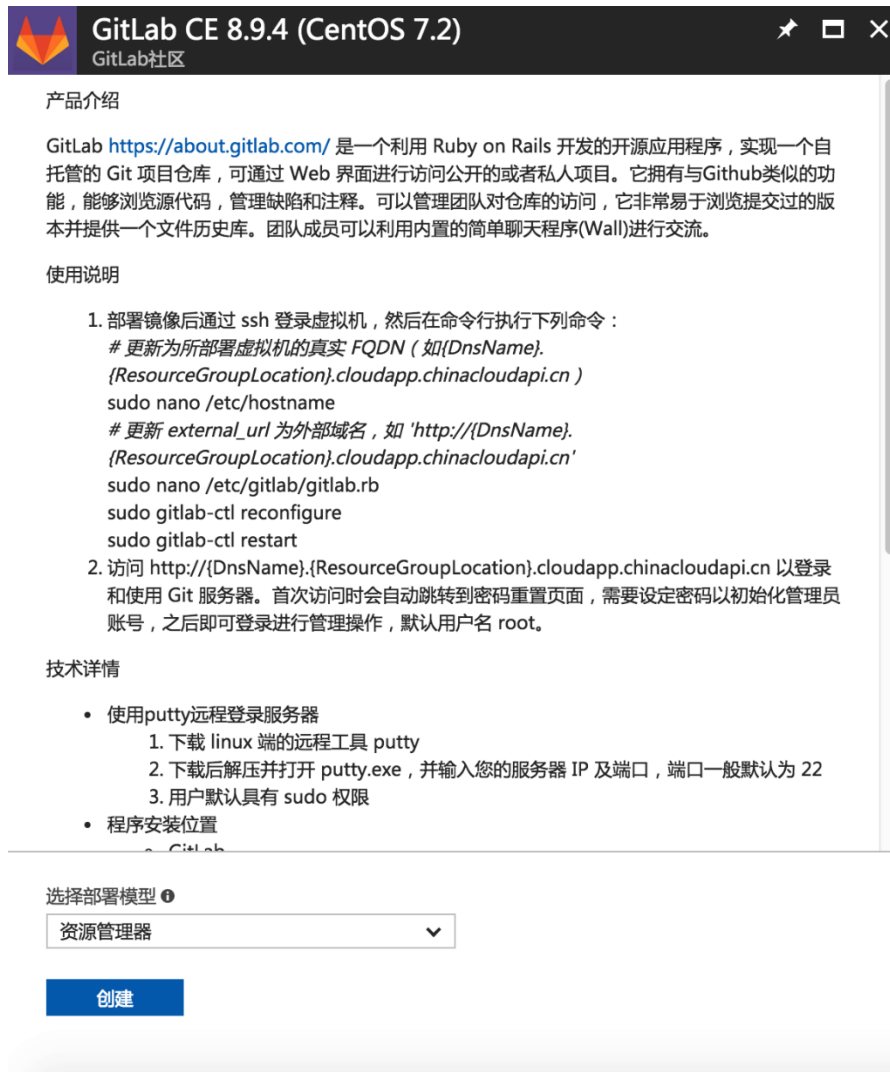 GitLab CE 8.9.4 (CentOS 7.2)
GitLab社区
产品介绍
GitLab https://about.gitlab.com/ 是一个利用 Ruby on Rails 开发的开源应用程序，实现一个自
托管的 Git 项目仓库，可通过 Web 界面进行访问公开的或者私人项目。它拥有与Github类似的功
能，能够浏览源代码，管理缺陷和注释。可以管理团队对仓库的访问，它非常易于浏览提交过的版
本并提供一个文件历史库。团队成员可以利用内置的简单聊天程序(Wall)进行交流。
使用说明
1. 部署镜像后通过 ssh 登录虚拟机，然后在命令行执行下列命令：
# 更新为所部署虚拟机的真实 FQDN（如{DnsName}.
{ResourceGroupLocation}.cloudapp.chinacloudapi.cn）
sudo nano /etc/hostname
# 更新 external_url 为外部域名，如 'http://{DnsName}.
{ResourceGroupLocation}.cloudapp.chinacloudapi.cn'
sudo nano /etc/gitlab/gitlab.rb
sudo gitlab-ctl reconfigure
sudo gitlab-ctl restart
2. 访问 http://{DnsName}.{ResourceGroupLocation}.cloudapp.chinacloudapi.cn 以登录
和使用 Git 服务器。首次访问时会自动跳转到密码重置页面，需要设定密码以初始化管理员
账号，之后即可登录进行管理操作，默认用户名 root。
技术详情
• 使用putty远程登录服务器
1. 下载 linux 端的远程工具 putty
2. 下载后解压并打开 putty.exe，并输入您的服务器 IP 及端口，端口一般默认为 22
3. 用户默认具有 sudo 权限
• 程序安装位置
GitLab
选择部署模型
资源管理器
创建